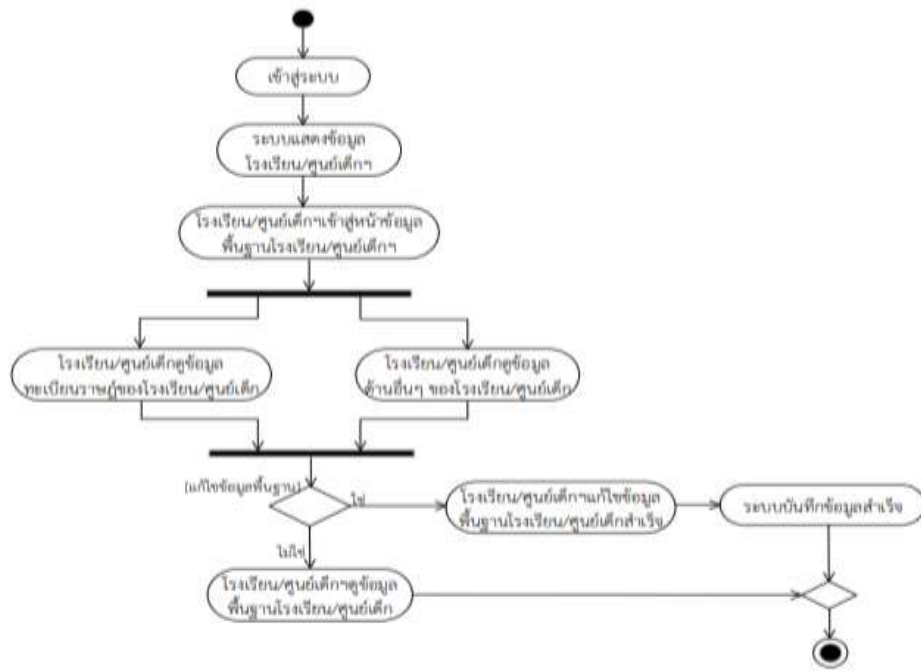 เข้าสู่ระบบ
ระบบแสดงข้อมูล
โรงเรียน/ศูนย์เด็กฯ
โรงเรียน/ศูนย์เด็กฯเข้าสู่หน้าข้อมูล
พื้นฐานโรงเรียน/ศูนย์เด็กฯ
โรงเรียน/ศูนย์เด็กดูข้อมูล
ทะเบียนราษฎ์ของโรงเรียน/ศูนย์เด็ก
โรงเรียน/ศูนย์เด็กดูข้อมูล
ด้านอื่นๆ ของโรงเรียน/ศูนย์เด็ก
[แก้ไขข้อมูลพื้นฐาน]
ใช่
โรงเรียน/ศูนย์เด็กฯแก้ไขข้อมูล
พื้นฐานโรงเรียน/ศูนย์เด็กสำเร็จ
ระบบบันทึกข้อมูลสำเร็จ
ไม่ใช่
โรงเรียน/ศูนย์เด็กฯดูข้อมูล
พื้นฐานโรงเรียน/ศูนย์เด็ก